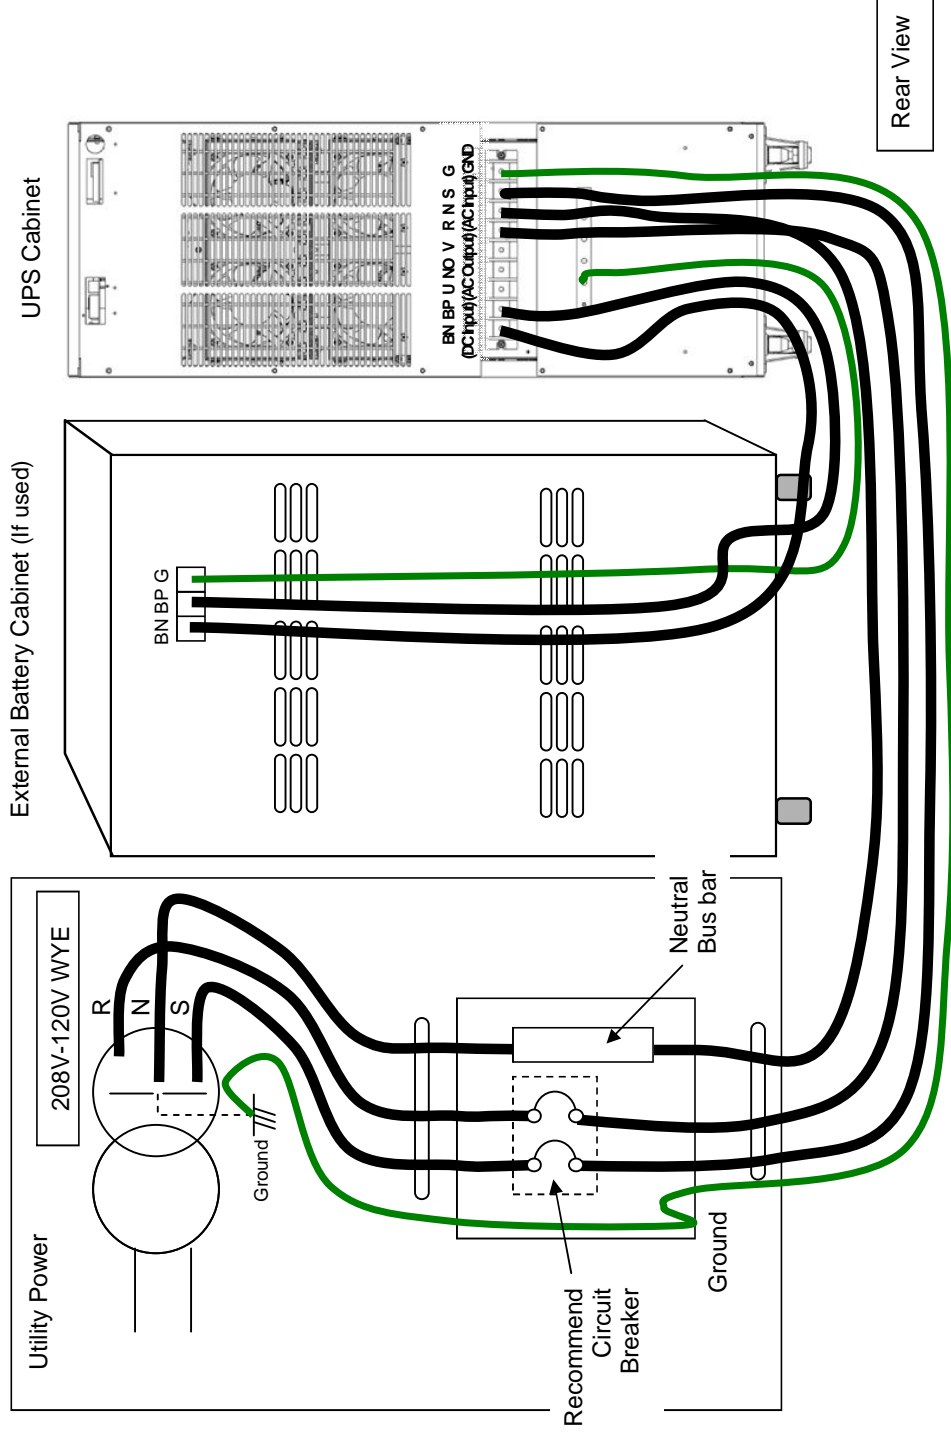 Utility Power
208V-120V WYE
R
N
S
Ground
Recommend
Circuit
Breaker
Ground
Neutral
Bus bar
External Battery Cabinet (If used)
BN BP G
UPS Cabinet
BN BP U NO V R N S G
(DC Input) (AC Output) (AC Input) GND
Rear View